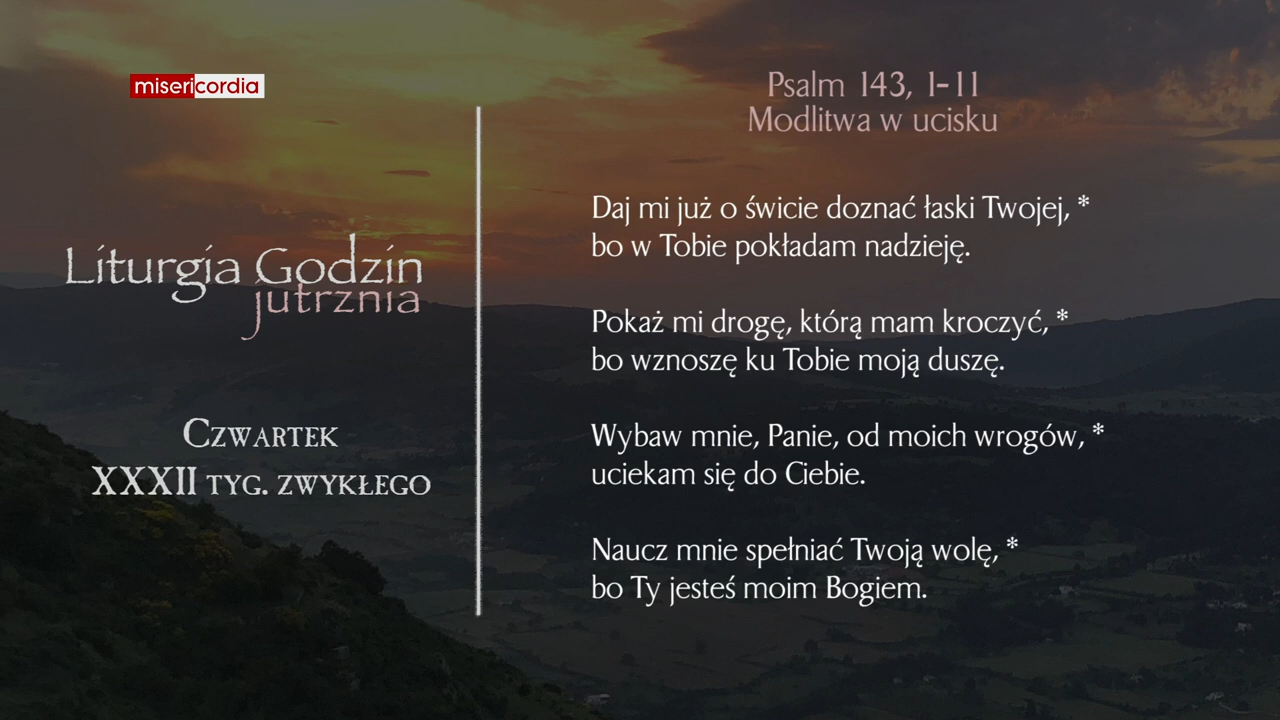 misericordia
Liturgia Godzin
jutrznia
Czwartek
XXXII tyg. zwykłego
Psalm 143, 1-11
Modlitwa w ucisku
Daj mi już o świcie doznać łaski Twojej, *
bo w Tobie pokładam nadzieję.
Pokaż mi drogę, którą mam kroczyć, *
bo wznoszę ku Tobie moją duszę.
Wybaw mnie, Panie, od moich wrogów, *
uciekam się do Ciebie.
Naucz mnie spełniać Twoją wolę, *
bo Ty jesteś moim Bogiem.